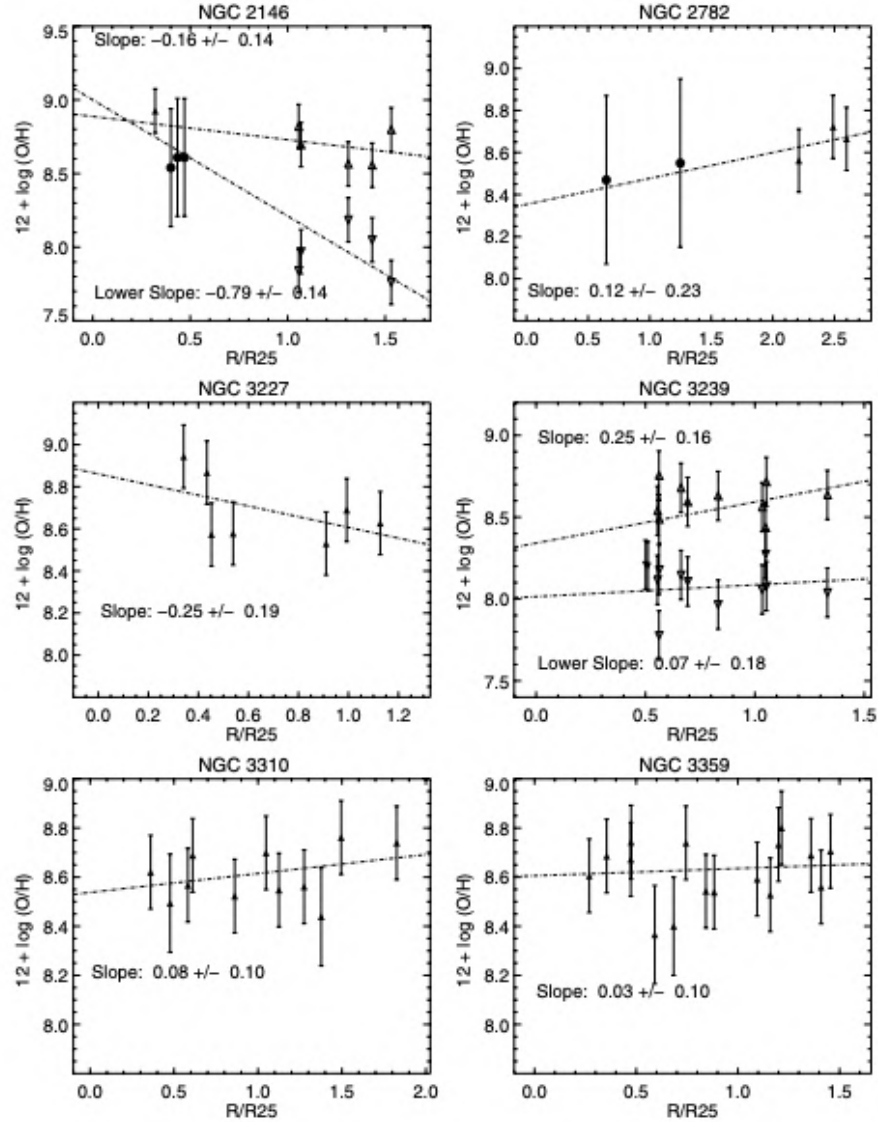 NGC 2146
Slope: −0.16 +/− 0.14
Lower Slope: −0.79 +/− 0.14
12 + log (O/H)
9.5
9.0
8.5
8.0
7.5
0.0 0.5 1.0 1.5
R/R25
NGC 2782
Slope: 0.12 +/− 0.23
12 + log (O/H)
9.0
8.8
8.6
8.4
8.2
8.0
0.0 0.5 1.0 1.5 2.0 2.5
R/R25
NGC 3227
Slope: −0.25 +/− 0.19
12 + log (O/H)
9.0
8.8
8.6
8.4
8.2
8.0
0.0 0.2 0.4 0.6 0.8 1.0 1.2
R/R25
NGC 3239
Slope: 0.25 +/− 0.16
Lower Slope: 0.07 +/− 0.18
12 + log (O/H)
9.0
8.5
8.0
7.5
0.0 0.5 1.0 1.5
R/R25
NGC 3310
Slope: 0.08 +/− 0.10
12 + log (O/H)
9.0
8.8
8.6
8.4
8.2
8.0
0.0 0.5 1.0 1.5 2.0
R/R25
NGC 3359
Slope: 0.03 +/− 0.10
12 + log (O/H)
9.0
8.8
8.6
8.4
8.2
8.0
0.0 0.5 1.0 1.5
R/R25